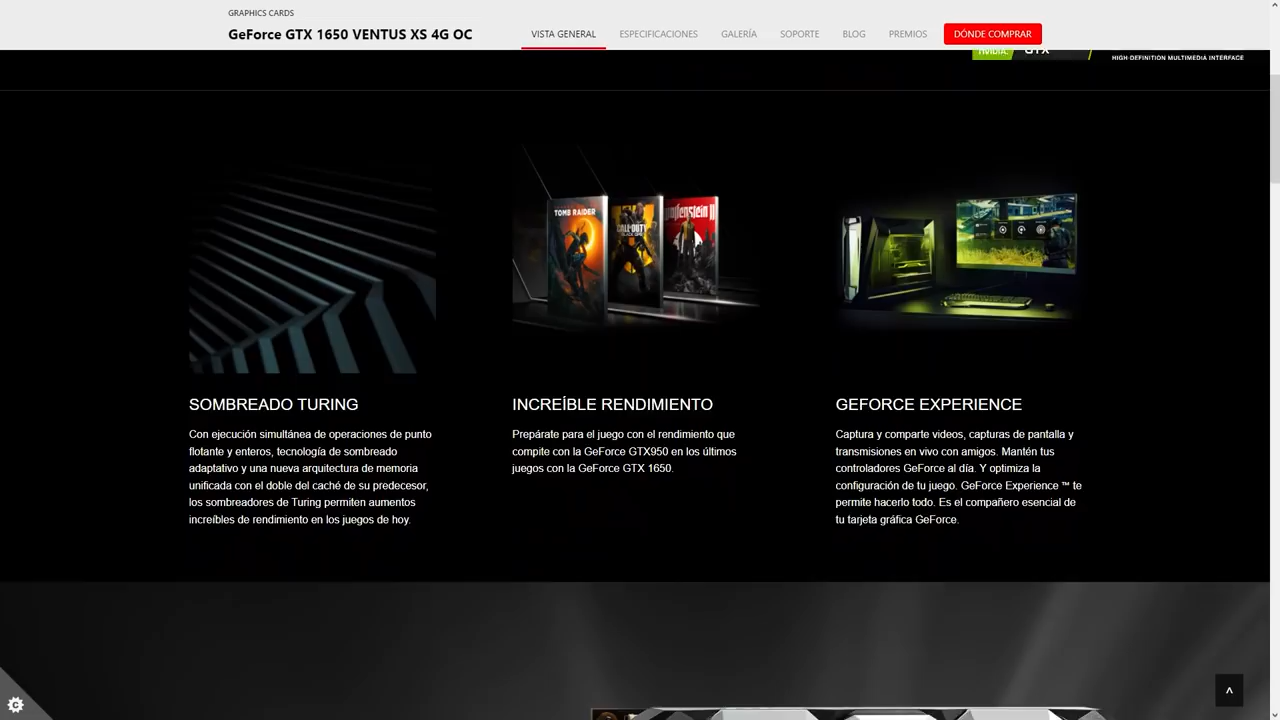 GRAPHICS CARDS
GeForce GTX 1650 VENTUS XS 4G OC
VISTA GENERAL
ESPECIFICACIONES
GALERÍA
SOPORTE
BLOG
PREMIOS
DÓNDE COMPRAR
NVIDIA.
GTX
HIGH-DEFINITION MULTIMEDIA INTERFACE
TOMB RAIDER
CALL OF DUTY
Wolfenstein II
SOMBREADO TURING
Con ejecución simultánea de operaciones de punto
flotante y enteros, tecnología de sombreado
adaptativo y una nueva arquitectura de memoria
unificada con el doble del caché de su predecesor,
los sombreadores de Turing permiten aumentos
increíbles de rendimiento en los juegos de hoy.
INCREÍBLE RENDIMIENTO
Prepárate para el juego con el rendimiento que
compite con la GeForce GTX950 en los últimos
juegos con la GeForce GTX 1650.
GEFORCE EXPERIENCE
Captura y comparte videos, capturas de pantalla y
transmisiones en vivo con amigos. Mantén tus
controladores GeForce al día. Y optimiza la
configuración de tu juego. GeForce Experience ™ te
permite hacerlo todo. Es el compañero esencial de
tu tarjeta gráfica GeForce.